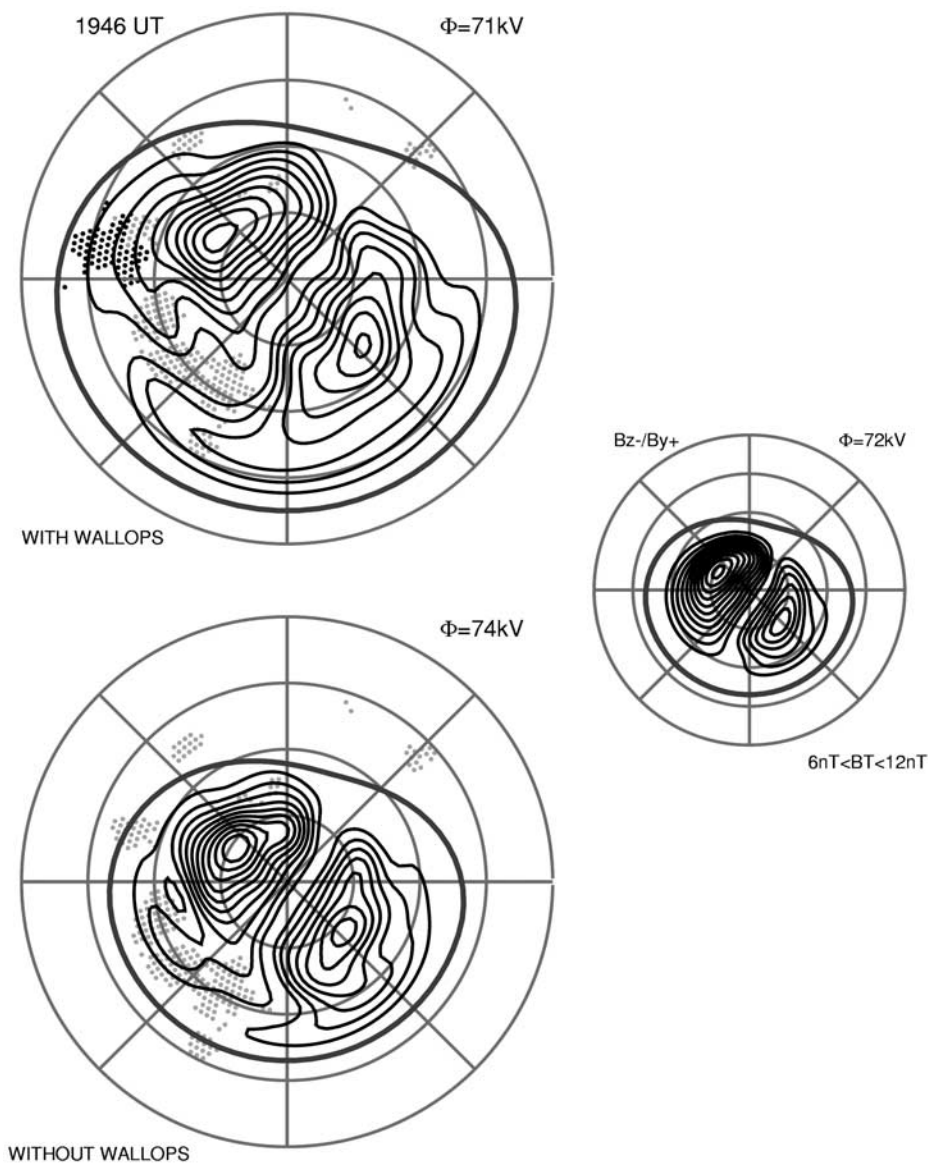 1946 UT
Φ=71kV
WITH WALLOPS
Bz-/By+
Φ=72kV
6nT<BT<12nT
Φ=74kV
WITHOUT WALLOPS